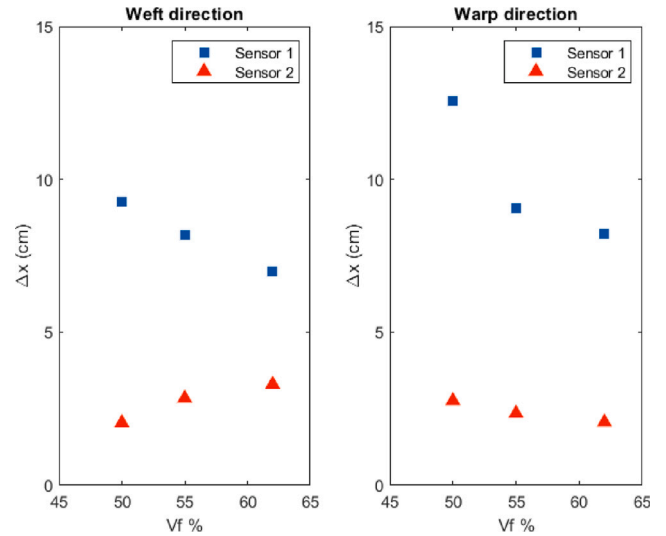 Weft direction
15
10
5
0
45
50
55
60
65
Δx (cm)
Vf %
Sensor 1
Sensor 2
Warp direction
15
10
5
0
45
50
55
60
65
Δx (cm)
Vf %
Sensor 1
Sensor 2